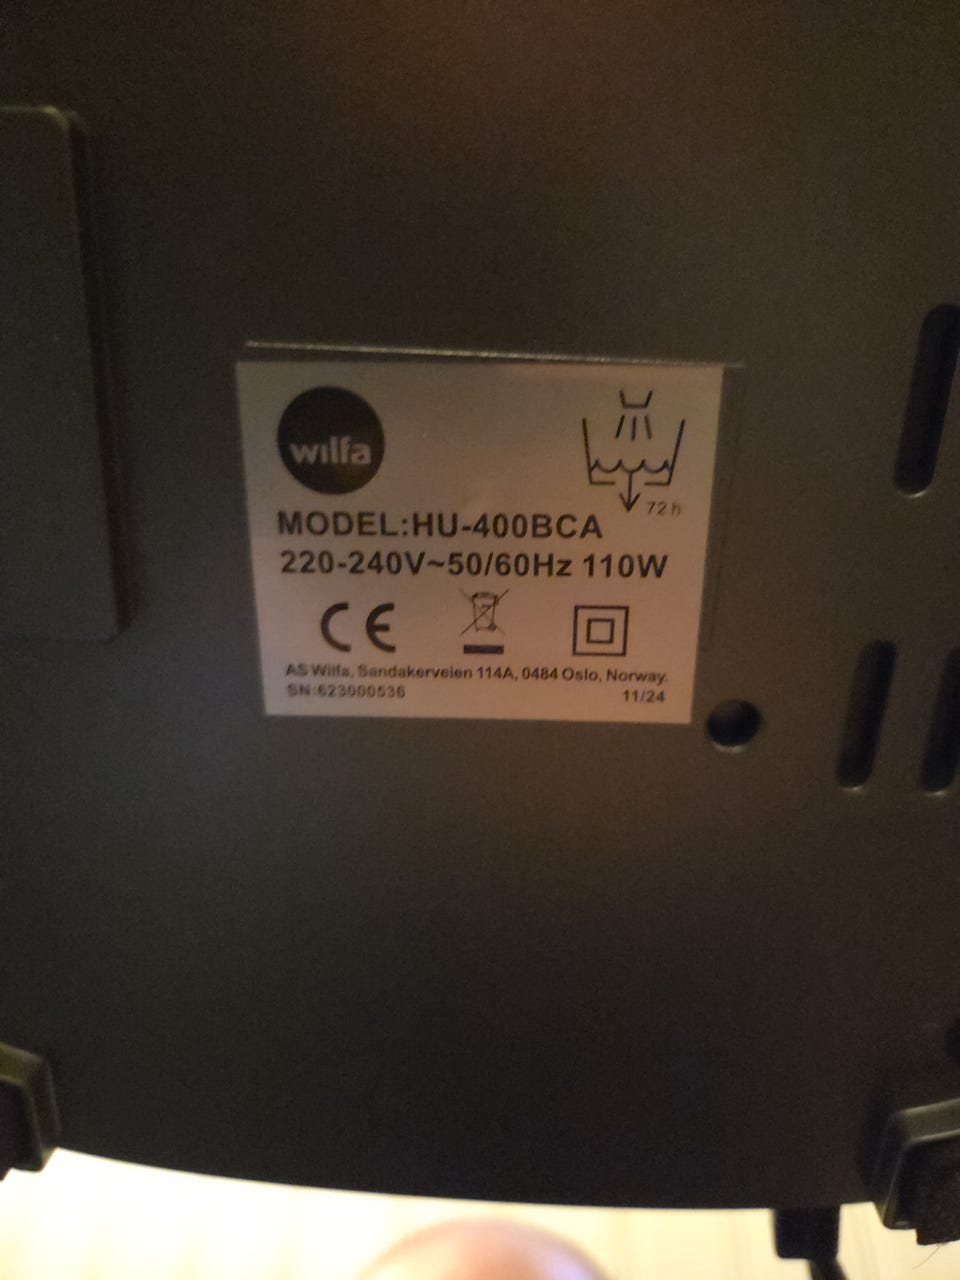 wilfa
72 h
MODEL:HU-400BCA
220-240V~50/60Hz 110W
CE
AS Wilfa, Sandakerveien 114A, 0484 Oslo, Norway.
SN:623000536
11/24